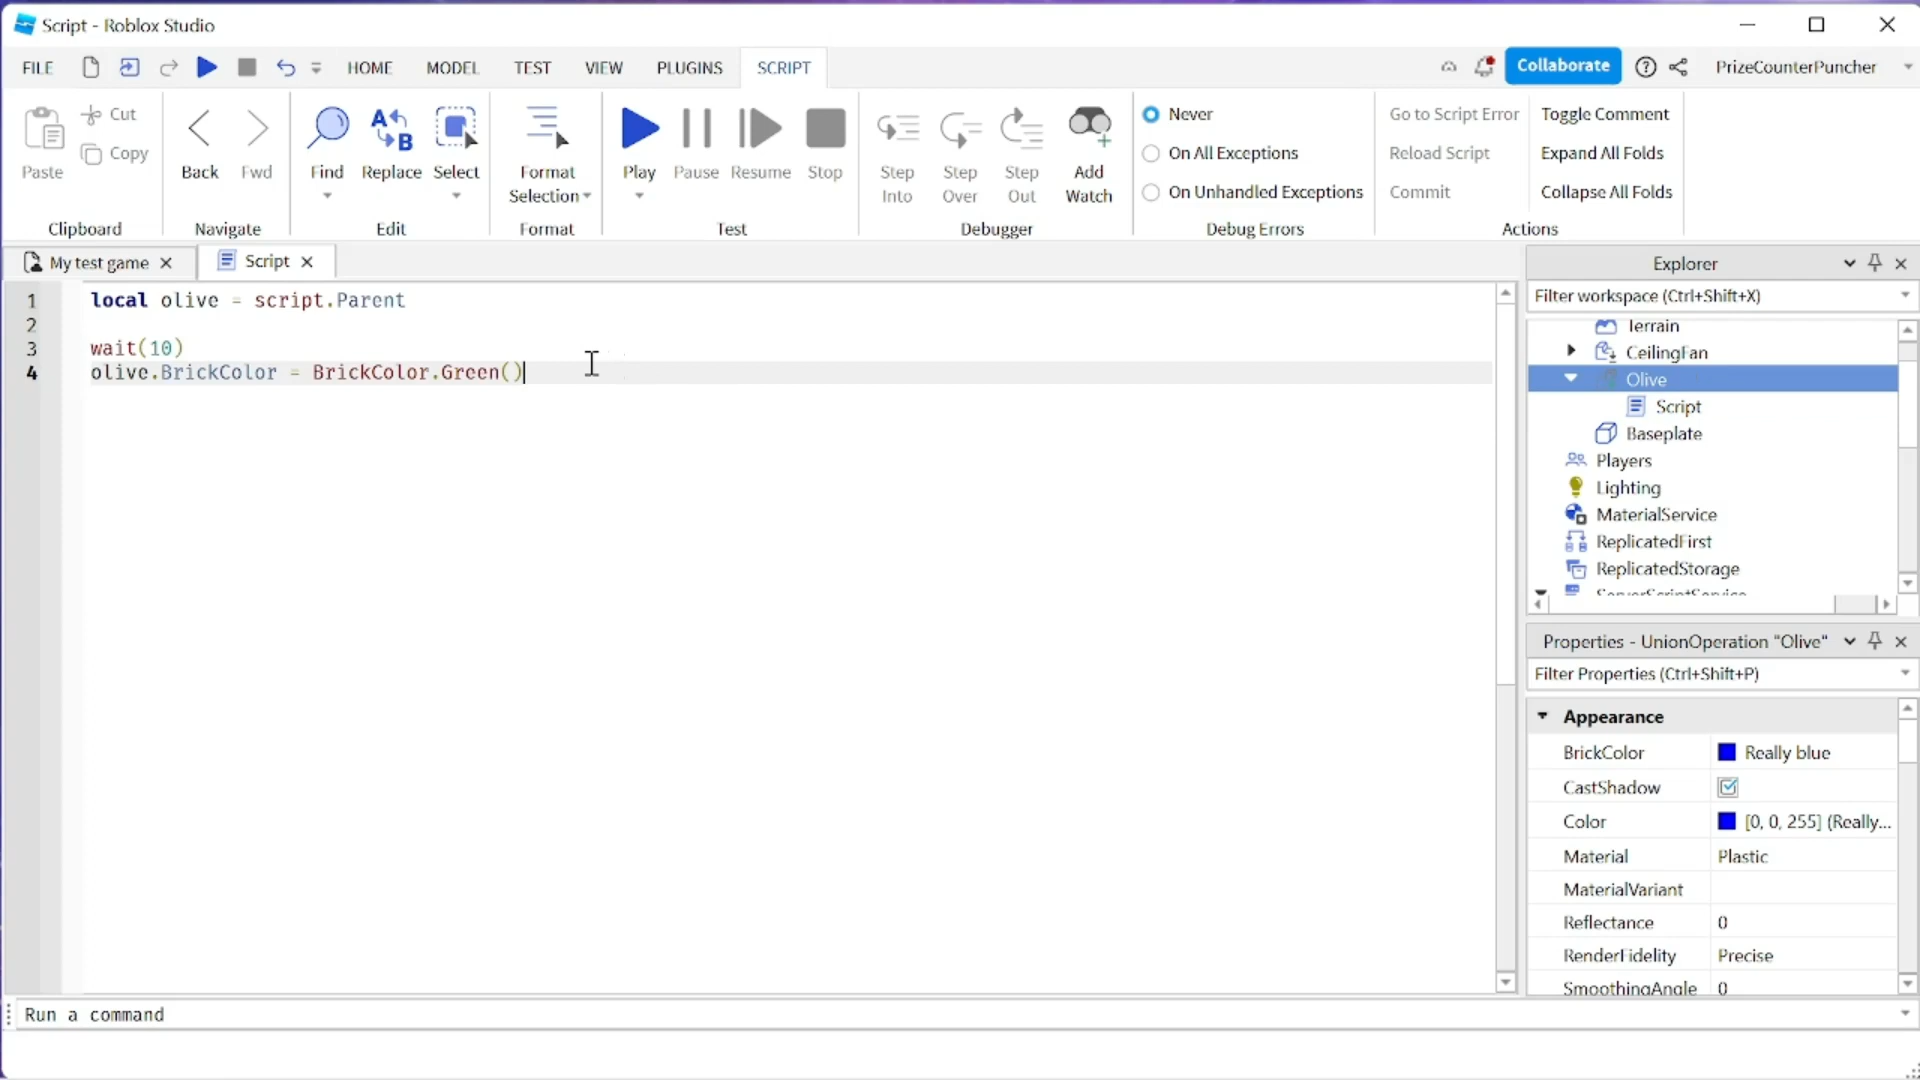 Script - Roblox Studio
FILE HOME MODEL TEST VIEW PLUGINS SCRIPT Collaborate PrizeCounterPuncher
Paste
Cut
Copy
Clipboard
Back Fwd
Navigate
Find Replace Select
Edit
Format Selection
Format
Play Pause Resume Stop
Test
Step Into
Step Over
Step Out
Add Watch
Debugger
Never
On All Exceptions
On Unhandled Exceptions
Debug Errors
Go to Script Error
Reload Script
Commit
Toggle Comment
Expand All Folds
Collapse All Folds
Actions
My test game
Script
1 local olive = script.Parent
2
3 wait(10)
4 olive.BrickColor = BrickColor.Green()
Explorer
Filter workspace (Ctrl+Shift+X)
Terrain
CeilingFan
Olive
Script
Baseplate
Players
Lighting
MaterialService
ReplicatedFirst
ReplicatedStorage
ServerScriptService
Properties - UnionOperation "Olive"
Filter Properties (Ctrl+Shift+P)
Appearance
BrickColor Really blue
CastShadow
Color [0, 0, 255] (Really...
Material Plastic
MaterialVariant
Reflectance 0
RenderFidelity Precise
SmoothingAngle 0
Run a command